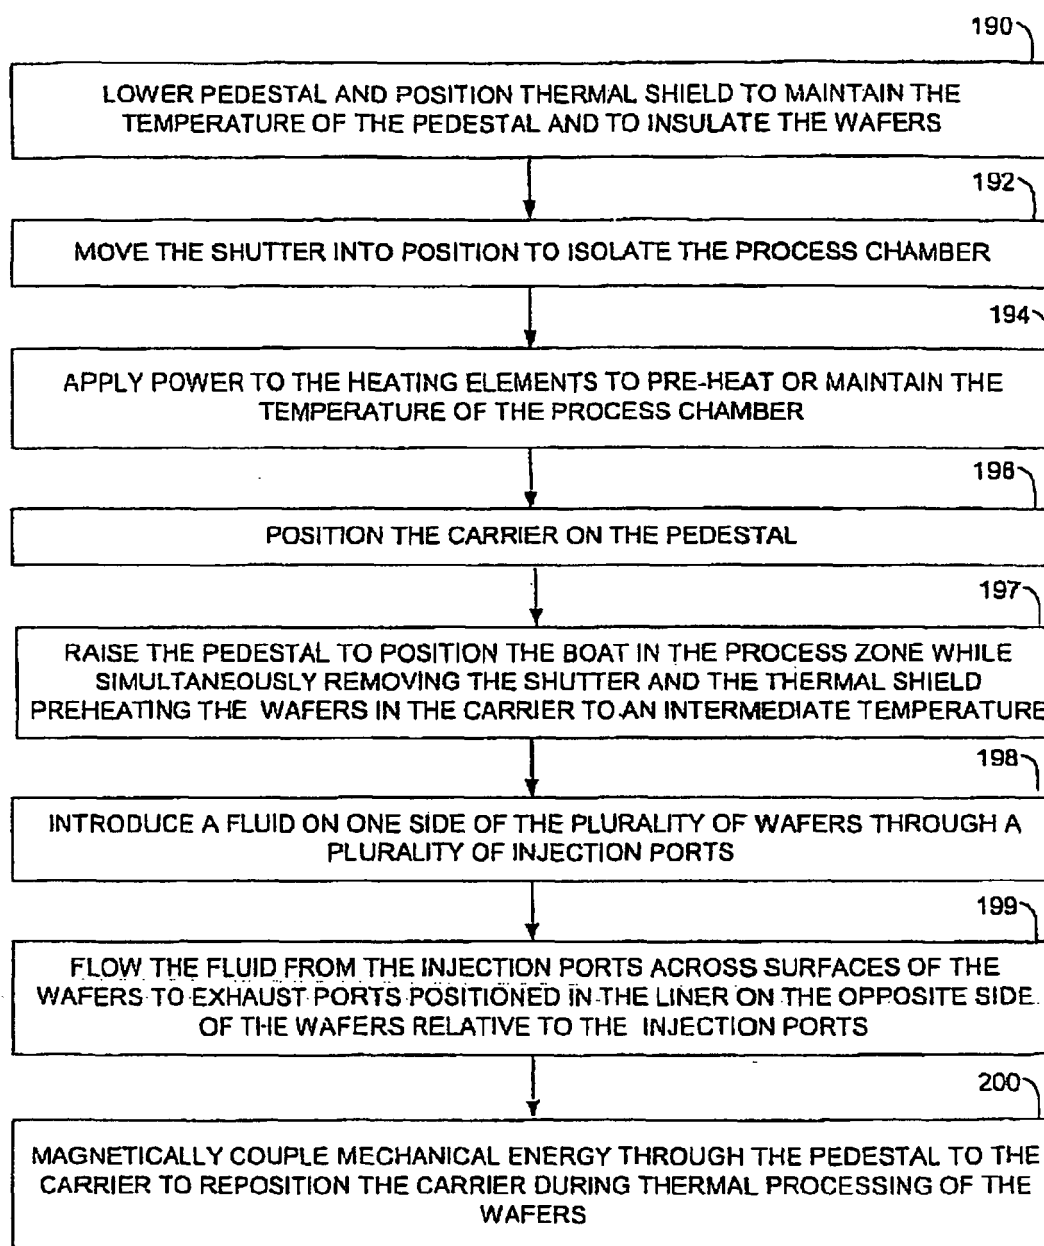 190
LOWER PEDESTAL AND POSITION THERMAL SHIELD TO MAINTAIN THE
TEMPERATURE OF THE PEDESTAL AND TO INSULATE THE WAFERS
192
MOVE THE SHUTTER INTO POSITION TO ISOLATE THE PROCESS CHAMBER
194
APPLY POWER TO THE HEATING ELEMENTS TO PRE-HEAT OR MAINTAIN THE
TEMPERATURE OF THE PROCESS CHAMBER
196
POSITION THE CARRIER ON THE PEDESTAL
197
RAISE THE PEDESTAL TO POSITION THE BOAT IN THE PROCESS ZONE WHILE
SIMULTANEOUSLY REMOVING THE SHUTTER AND THE THERMAL SHIELD
PREHEATING THE WAFERS IN THE CARRIER TO AN INTERMEDIATE TEMPERATURE
198
INTRODUCE A FLUID ON ONE SIDE OF THE PLURALITY OF WAFERS THROUGH A
PLURALITY OF INJECTION PORTS
199
FLOW THE FLUID FROM THE INJECTION PORTS ACROSS SURFACES OF THE
WAFERS TO EXHAUST PORTS POSITIONED IN THE LINER ON THE OPPOSITE SIDE
OF THE WAFERS RELATIVE TO THE INJECTION PORTS
200
MAGNETICALLY COUPLE MECHANICAL ENERGY THROUGH THE PEDESTAL TO THE
CARRIER TO REPOSITION THE CARRIER DURING THERMAL PROCESSING OF THE
WAFERS